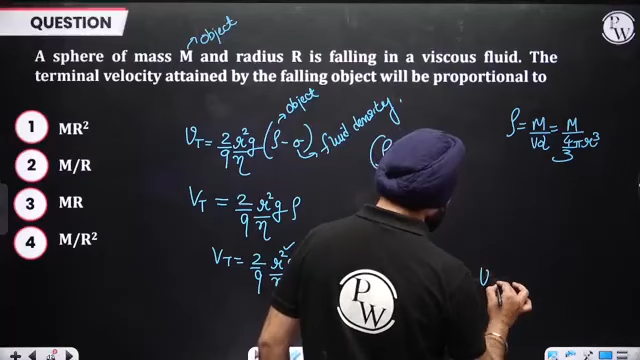 QUESTION
PW
object
A sphere of mass M and radius R is falling in a viscous fluid. The
terminal velocity attained by the falling object will be proportional to
1 MR²
2 M/R
3 MR
4 M/R²
object
fluid density
V_T = 2/9 r²g/η (ρ - σ)
ρ = M/Vol = M/(4/3 πr³)
V_T = 2/9 r²/η g ρ
V_T = 2/9 r²
PW